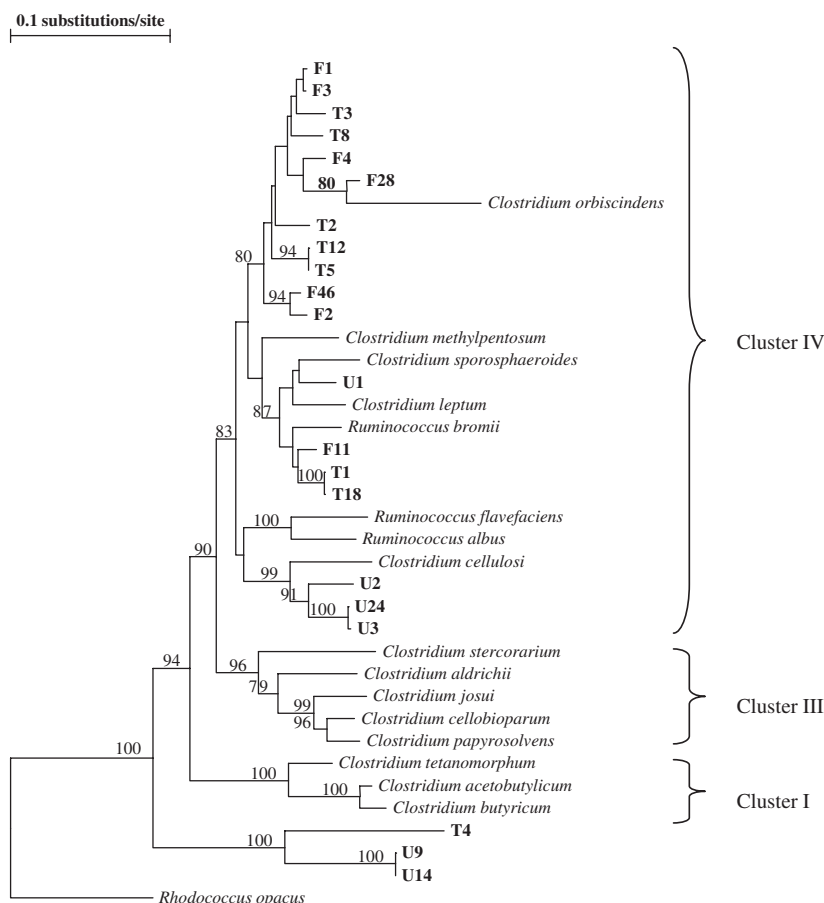 0.1 substitutions/site
F1
F3
T3
T8
F4
80
F28
Clostridium orbiscindens
T2
94
T12
T5
80
94
F46
F2
Clostridium methylpentosum
Clostridium sporosphaeroides
U1
Cluster IV
87
Clostridium leptum
Ruminococcus bromii
83
F11
100
T1
T18
100
Ruminococcus flavefaciens
Ruminococcus albus
90
99
Clostridium cellulosi
91
U2
100
U24
U3
Clostridium stercorarium
94
96
79
Clostridium aldrichii
99
Clostridium josui
Cluster III
96
Clostridium cellobioparum
Clostridium papyrosolvens
100
100
Clostridium tetanomorphum
100
Clostridium acetobutylicum
Clostridium butyricum
Cluster I
100
T4
100
U9
U14
Rhodococcus opacus